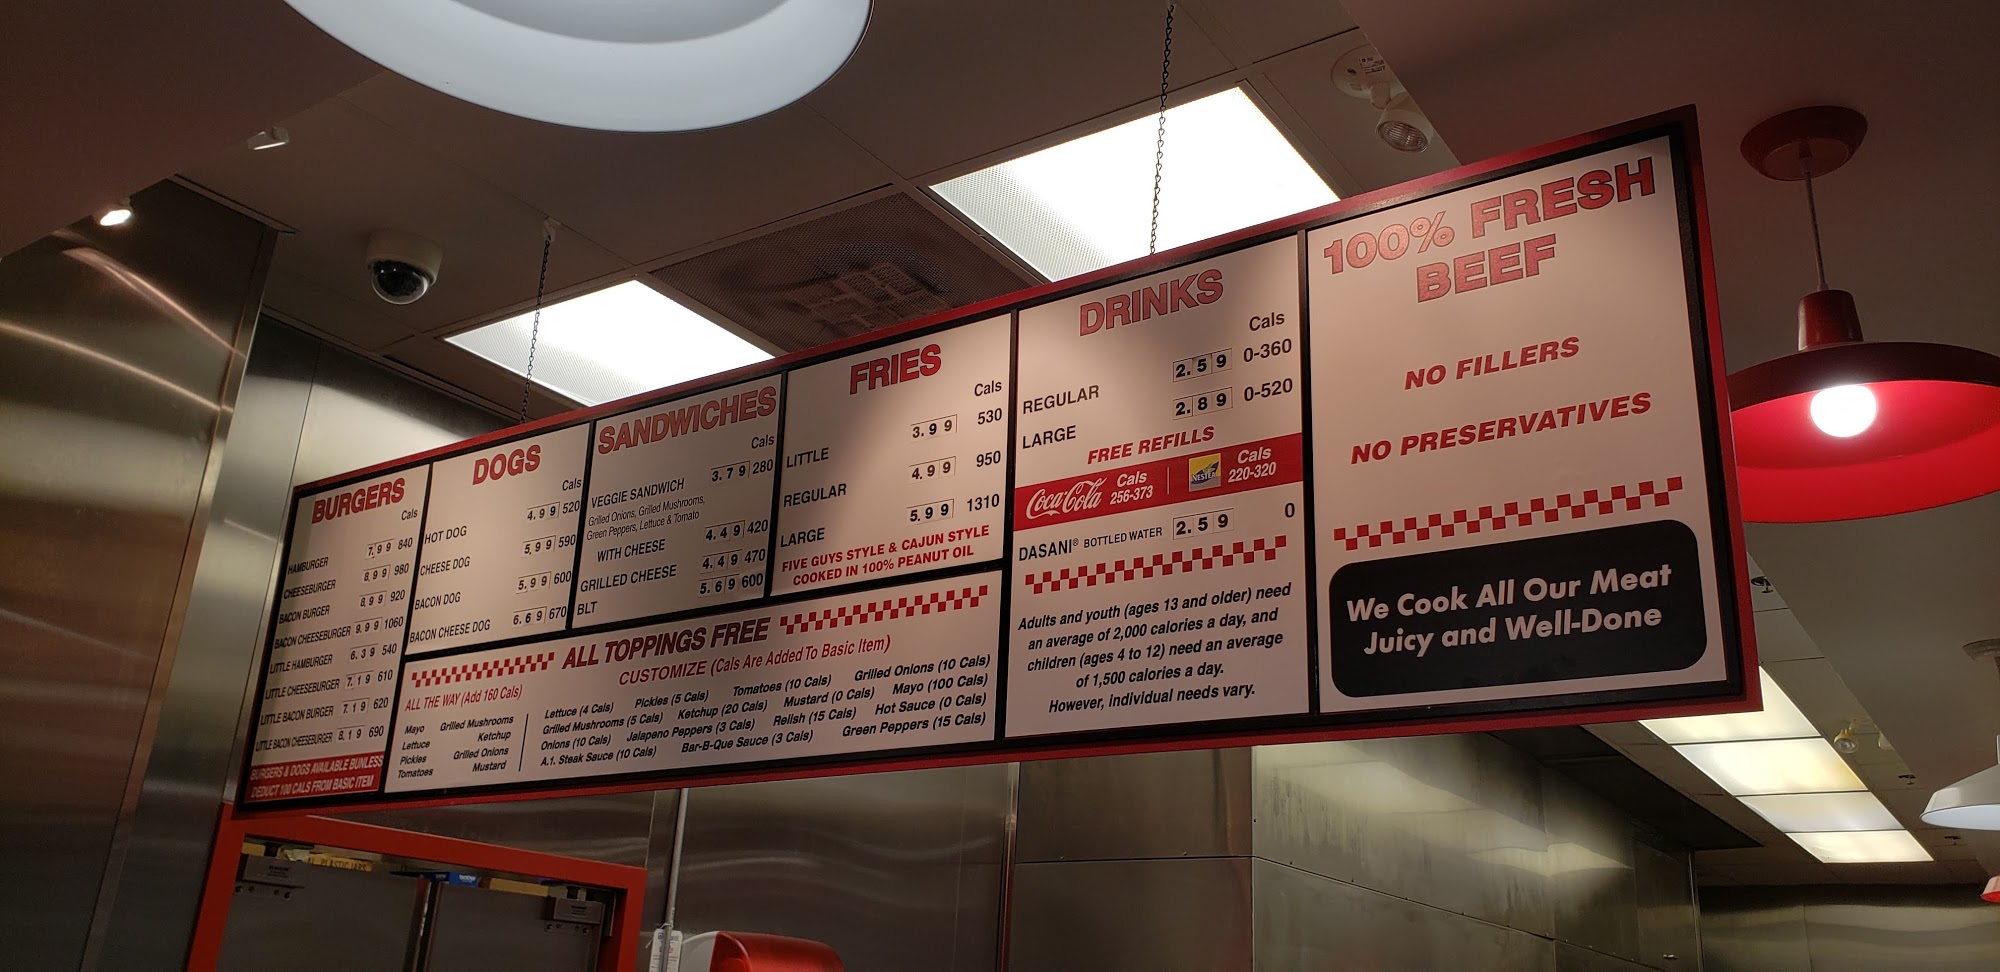 BURGERS
Cals
HAMBURGER 7.99 840
CHEESEBURGER 8.99 980
BACON BURGER 8.99 920
BACON CHEESEBURGER 9.99 1060
LITTLE HAMBURGER 6.39 540
LITTLE CHEESEBURGER 7.19 610
LITTLE BACON BURGER 7.19 620
LITTLE BACON CHEESEBURGER 8.19 690
BURGERS & DOGS AVAILABLE BUNLESS
DEDUCT 100 CALS FROM BASIC ITEM
DOGS
Cals
HOT DOG 4.99 520
CHEESE DOG 5.99 590
BACON DOG 5.99 600
BACON CHEESE DOG 6.69 670
SANDWICHES
Cals
VEGGIE SANDWICH 3.79 280
Grilled Onions, Grilled Mushrooms,
Green Peppers, Lettuce & Tomato
WITH CHEESE 4.49 420
GRILLED CHEESE 4.49 470
BLT 5.69 600
FRIES
Cals
LITTLE 3.99 530
REGULAR 4.99 950
LARGE 5.99 1310
FIVE GUYS STYLE & CAJUN STYLE
COOKED IN 100% PEANUT OIL
ALL TOPPINGS FREE
CUSTOMIZE (Cals Are Added To Basic Item)
ALL THE WAY (Add 160 Cals)
Mayo Grilled Mushrooms
Lettuce Ketchup
Pickles Grilled Onions
Tomatoes Mustard
Lettuce (4 Cals) Pickles (5 Cals) Tomatoes (10 Cals) Grilled Onions (10 Cals)
Grilled Mushrooms (5 Cals) Ketchup (20 Cals) Mustard (0 Cals) Mayo (100 Cals)
Onions (10 Cals) Jalapeno Peppers (3 Cals) Relish (15 Cals) Hot Sauce (0 Cals)
A.1. Steak Sauce (10 Cals) Bar-B-Que Sauce (3 Cals) Green Peppers (15 Cals)
DRINKS
Cals
REGULAR 2.59 0-360
LARGE 2.89 0-520
FREE REFILLS
Coca-Cola Cals 256-373 NESTEA Cals 220-320
DASANI® BOTTLED WATER 2.59 0
Adults and youth (ages 13 and older) need
an average of 2,000 calories a day, and
children (ages 4 to 12) need an average
of 1,500 calories a day.
However, individual needs vary.
100% FRESH
BEEF
NO FILLERS
NO PRESERVATIVES
We Cook All Our Meat
Juicy and Well-Done